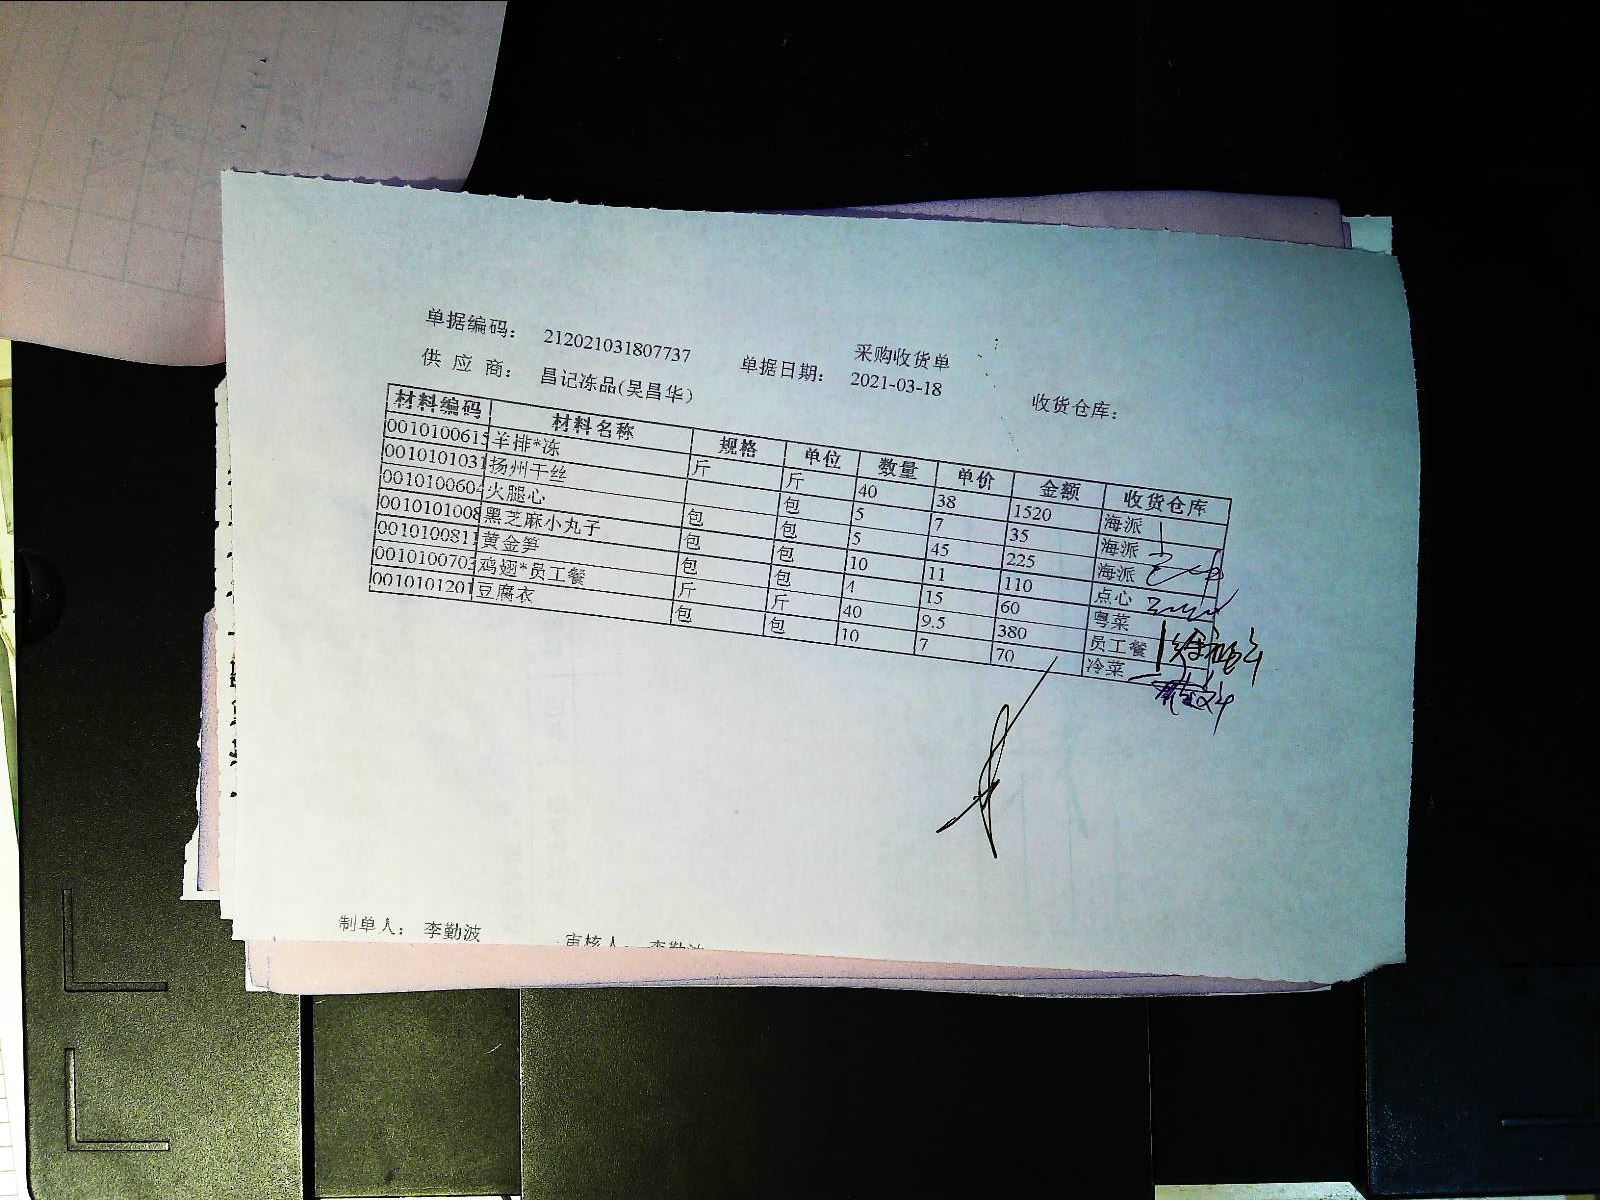 采购收货单
单据编码： 212021031807737 单据日期： 2021-03-18 收货仓库：
供 应 商： 昌记冻品(吴昌华)
材料编码 材料名称 规格 单位 数量 单价 金额 收货仓库
0010100615 羊排*冻 斤 斤 40 38 1520 海派
0010101031 扬州干丝 包 5 7 35 海派
0010100604 火腿心 包 包 5 45 225 海派
0010101008 黑芝麻小丸子 包 包 10 11 110 点心
0010100811 黄金笋 包 包 4 15 60 粤菜
0010100703 鸡翅*员工餐 斤 斤 40 9.5 380 员工餐
0010101201 豆腐衣 包 包 10 7 70 冷菜
制单人： 李勤波 审核人： 李勤波